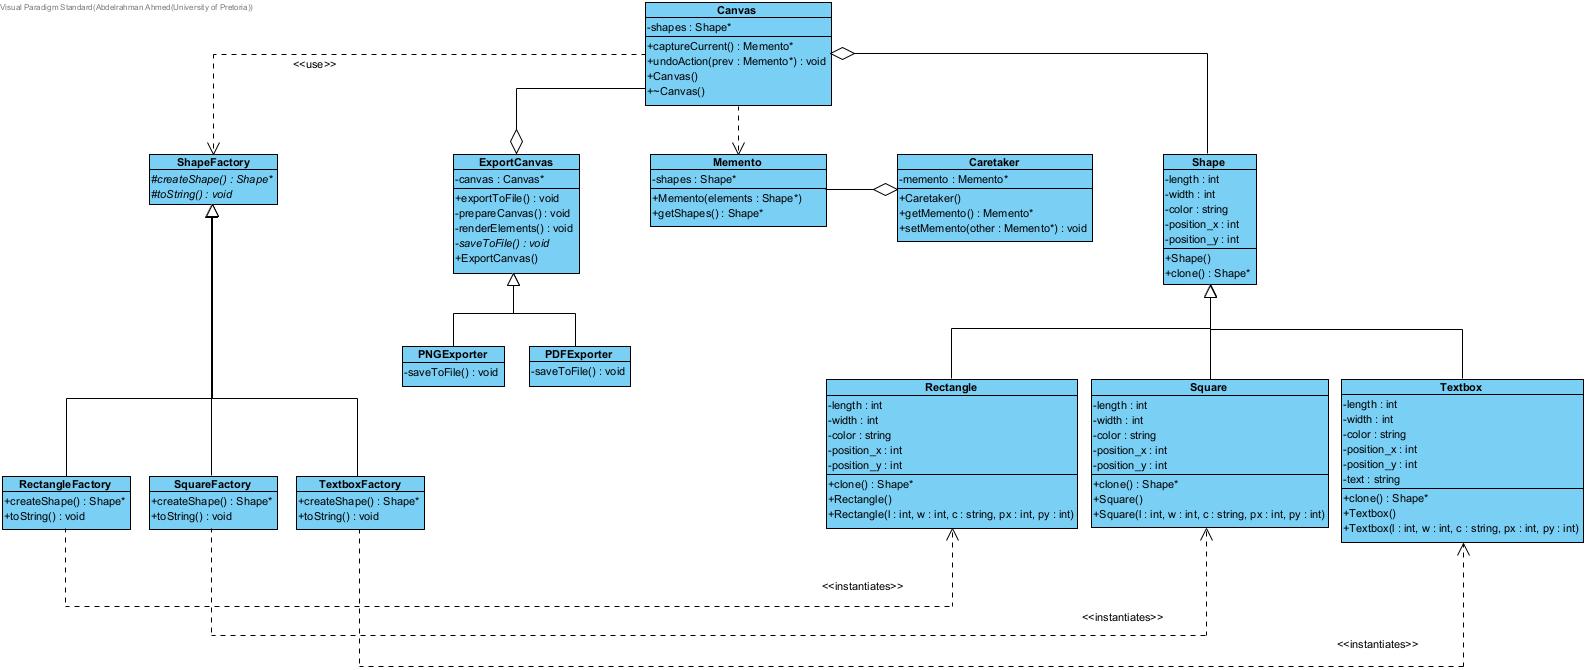 Visual Paradigm Standard(Abdelrahman Ahmed(University of Pretoria))
Canvas
-shapes : Shape*
+captureCurrent() : Memento*
+undoAction(prev : Memento*) : void
+Canvas()
+~Canvas()
<<use>>
ShapeFactory
#createShape() : Shape*
#toString() : void
ExportCanvas
-canvas : Canvas*
+exportToFile() : void
-prepareCanvas() : void
-renderElements() : void
-saveToFile() : void
+ExportCanvas()
Memento
-shapes : Shape*
+Memento(elements : Shape*)
+getShapes() : Shape*
Caretaker
-memento : Memento*
+Caretaker()
+getMemento() : Memento*
+setMemento(other : Memento*) : void
Shape
-length : int
-width : int
-color : string
-position_x : int
-position_y : int
+Shape()
+clone() : Shape*
PNGExporter
-saveToFile() : void
PDFExporter
-saveToFile() : void
Rectangle
-length : int
-width : int
-color : string
-position_x : int
-position_y : int
+clone() : Shape*
+Rectangle()
+Rectangle(l : int, w : int, c : string, px : int, py : int)
Square
-length : int
-width : int
-color : string
-position_x : int
-position_y : int
+clone() : Shape*
+Square()
+Square(l : int, w : int, c : string, px : int, py : int)
Textbox
-length : int
-width : int
-color : string
-position_x : int
-position_y : int
-text : string
+clone() : Shape*
+Textbox()
+Textbox(l : int, w : int, c : string, px : int, py : int)
RectangleFactory
+createShape() : Shape*
+toString() : void
SquareFactory
+createShape() : Shape*
+toString() : void
TextboxFactory
+createShape() : Shape*
+toString() : void
<<instantiates>>
<<instantiates>>
<<instantiates>>